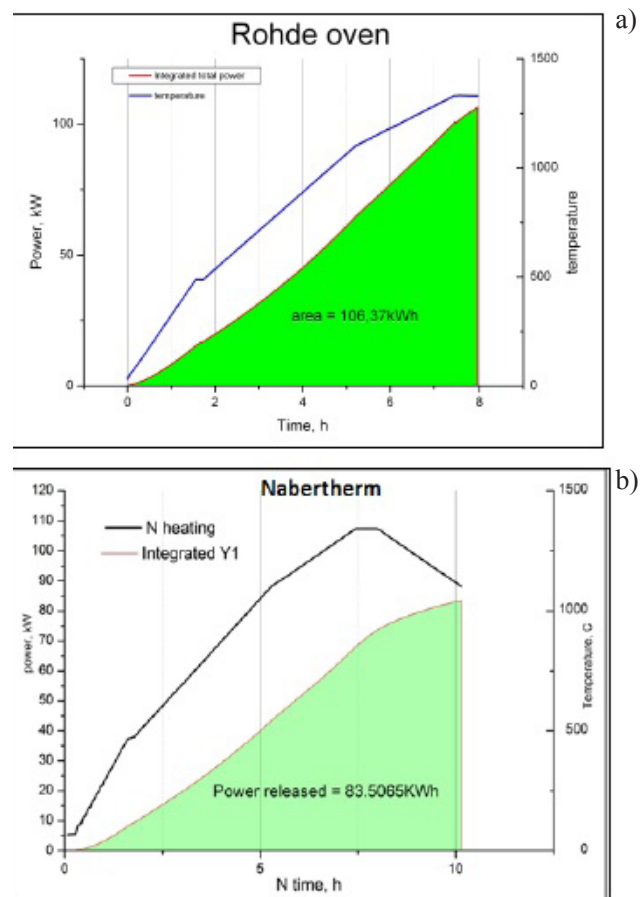 a)
Rohde oven
Integrated total power
temperature
1500
100
1000
Power, kW
temperature
50
500
area = 106,37kWh
0
0
0
2
4
6
8
Time, h
b)
Nabertherm
120
1500
N heating
110
Integrated Y1
100
90
80
1000
70
power, kW
Temperature, C
60
50
40
500
30
20
Power released = 83.5065KWh
10
0
0
0
5
10
N time, h